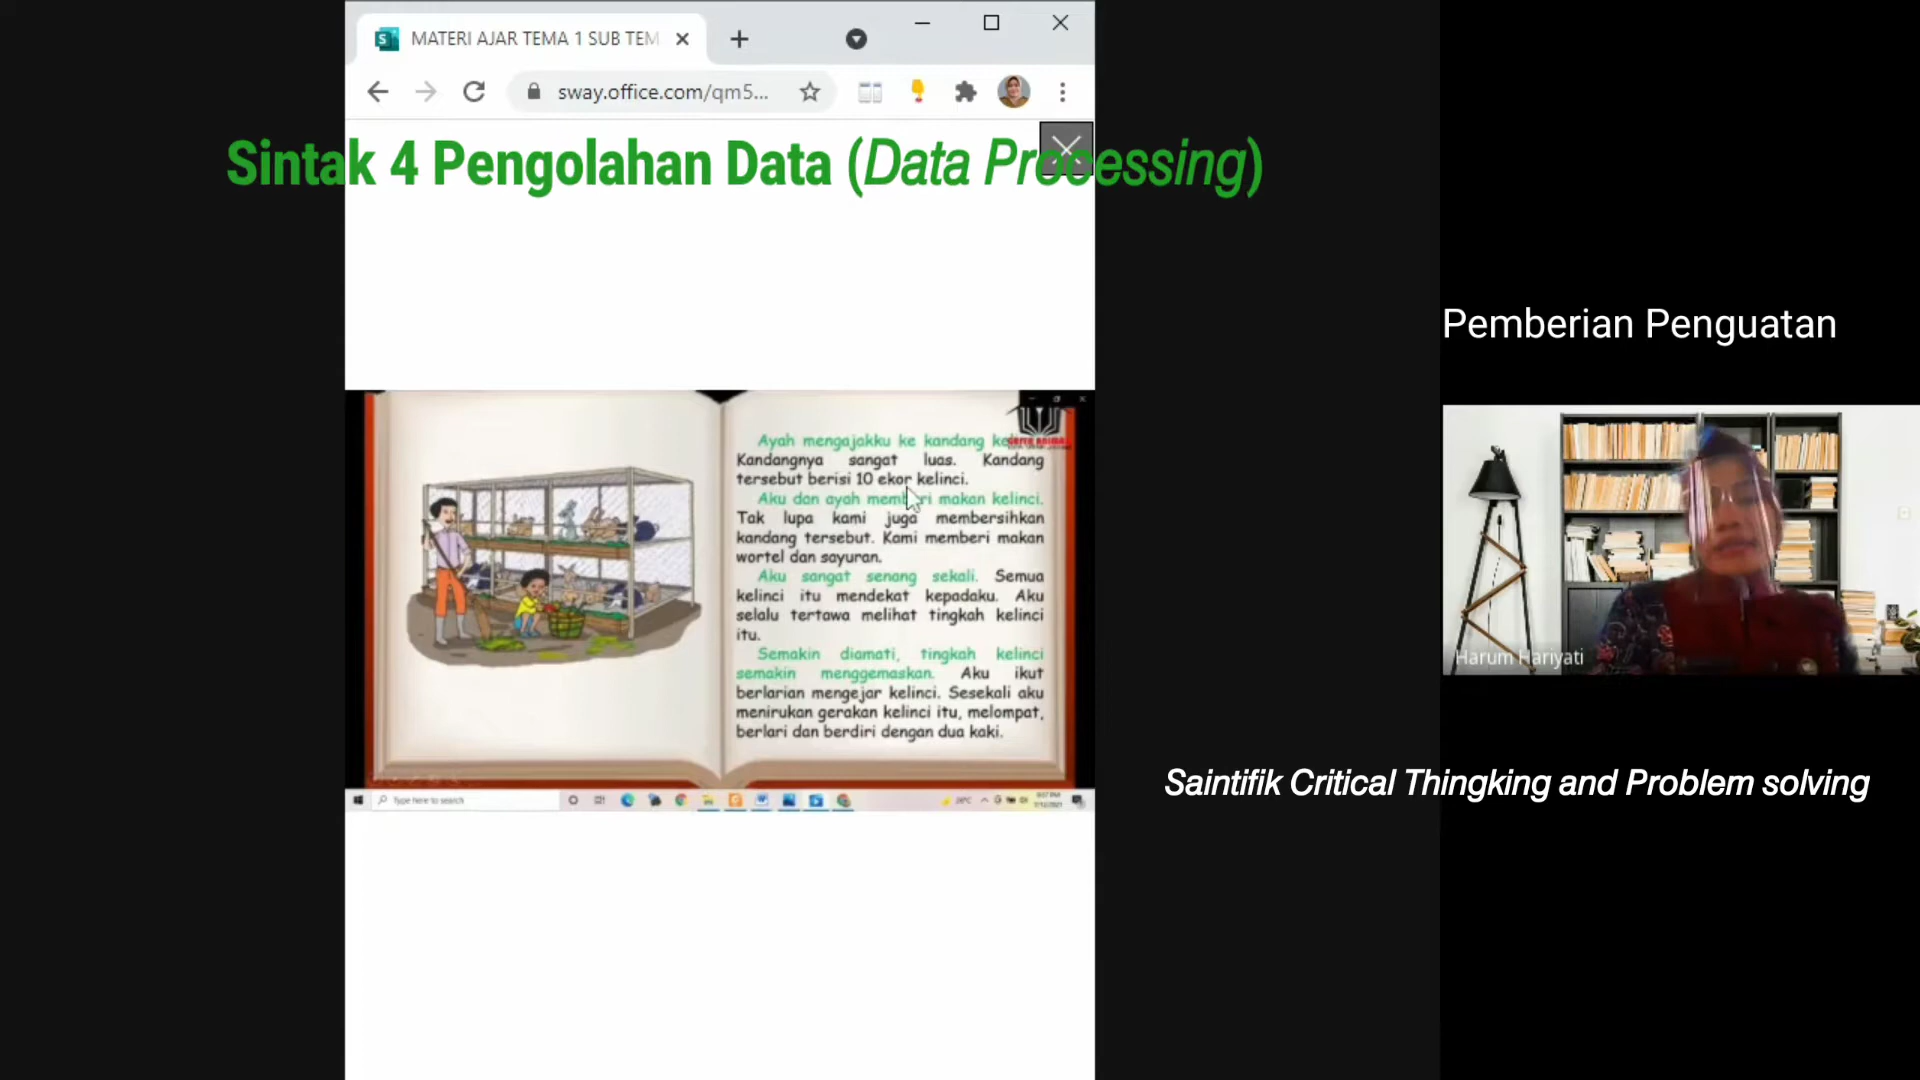 MATERI AJAR TEMA 1 SUB TEM
sway.office.com/qm5...
Sintak 4 Pengolahan Data (Data Processing)
Ayah mengajakku ke kandang
Kandangnya sangat luas. Kandang
tersebut berisi 10 ekor kelinci.
Aku dan ayah memberi makan kelinci.
Tak lupa kami juga membersihkan
kandang tersebut. Kami memberi makan
wortel dan sayuran.
Aku sangat senang sekali. Semua
kelinci itu mendekat kepadaku. Aku
selalu tertawa melihat tingkah kelinci
itu.
Semakin diamati, tingkah kelinci
semakin menggemaskan. Aku ikut
berlarian mengejar kelinci. Sesekali aku
menirukan gerakan kelinci itu, melompat,
berlari dan berdiri dengan dua kaki.
Type here to search
Pemberian Penguatan
Harum Hariyati
Saintifik Critical Thingking and Problem solving